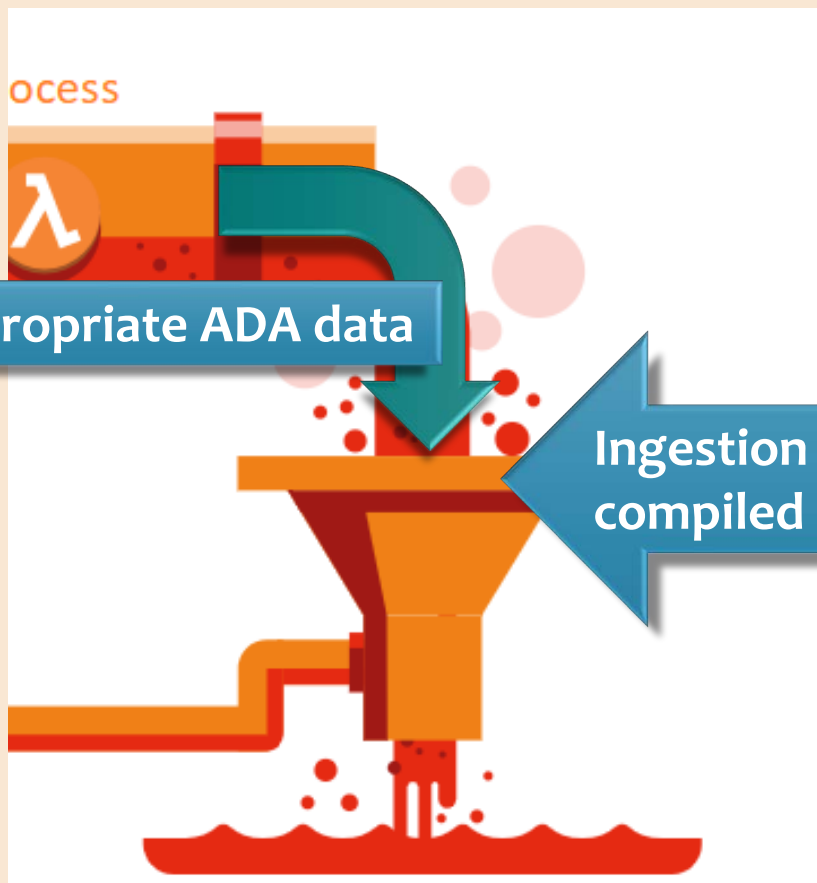 ocess
λ
ropriate ADA data
Ingestion
compiled